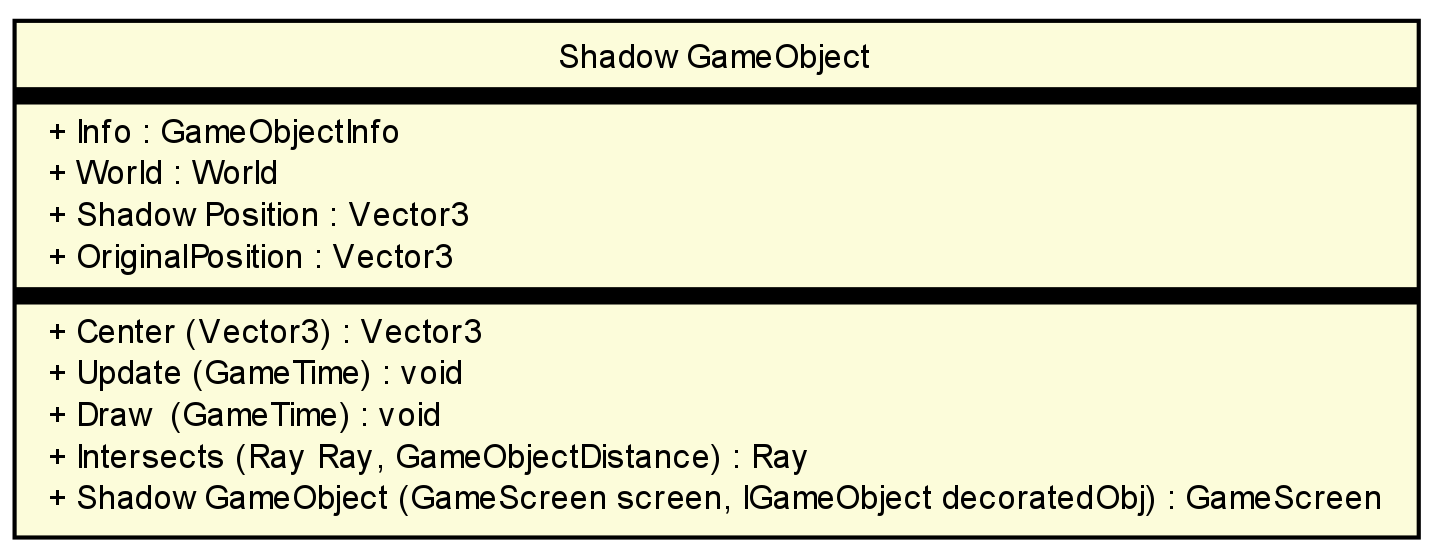 Shadow GameObject
+ Info : GameObjectInfo
+ World : World
+ Shadow Position : Vector3
+ OriginalPosition : Vector3
+ Center (Vector3) : Vector3
+ Update (GameTime) : void
+ Draw (GameTime) : void
+ Intersects (Ray Ray, GameObjectDistance) : Ray
+ Shadow GameObject (GameScreen screen, IGameObject decoratedObj) : GameScreen